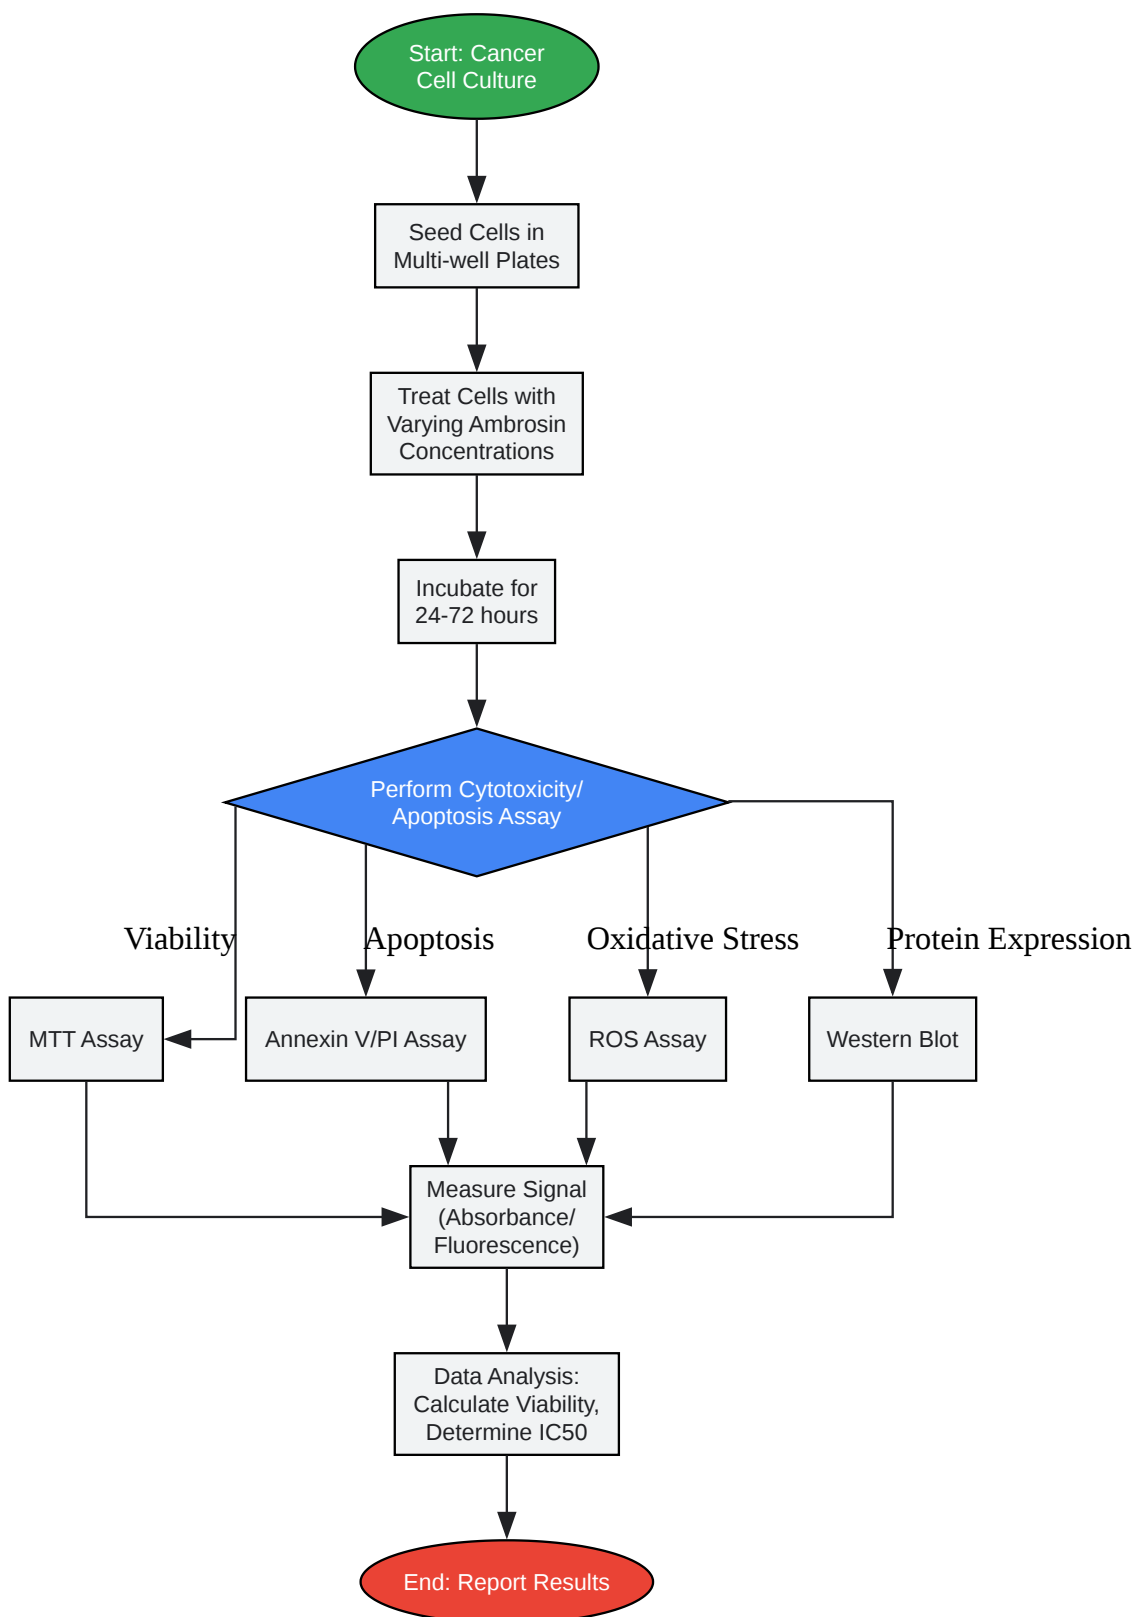 Start: Cancer
Cell Culture
Seed Cells in
Multi-well Plates
Treat Cells with
Varying Ambrosin
Concentrations
Incubate for
24-72 hours
Perform Cytotoxicity/
Apoptosis Assay
Viability
Apoptosis
Oxidative Stress
Protein Expression
MTT Assay
Annexin V/PI Assay
ROS Assay
Western Blot
Measure Signal
(Absorbance/
Fluorescence)
Data Analysis:
Calculate Viability,
Determine IC50
End: Report Results